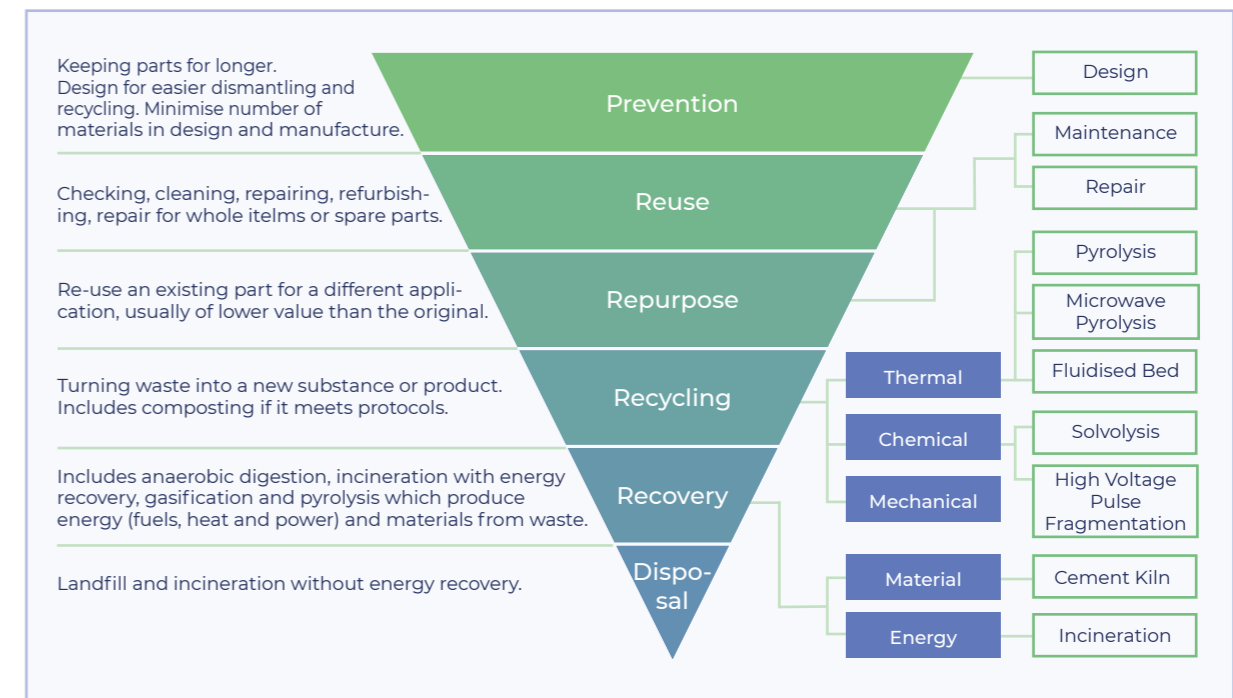 Keeping parts for longer.
Design for easier dismantling and
recycling. Minimise number of
materials in design and manufacture.
Prevention
Design
Checking, cleaning, repairing, refurbish-
ing, repair for whole itelms or spare parts.
Reuse
Maintenance
Repair
Re-use an existing part for a different appli-
cation, usually of lower value than the original.
Repurpose
Turning waste into a new substance or product.
Includes composting if it meets protocols.
Recycling
Thermal
Pyrolysis
Microwave
Pyrolysis
Fluidised Bed
Chemical
Solvolysis
High Voltage
Pulse
Fragmentation
Mechanical
Includes anaerobic digestion, incineration with energy
recovery, gasification and pyrolysis which produce
energy (fuels, heat and power) and materials from waste.
Recovery
Material
Cement Kiln
Energy
Incineration
Landfill and incineration without energy recovery.
Dispo-
sal